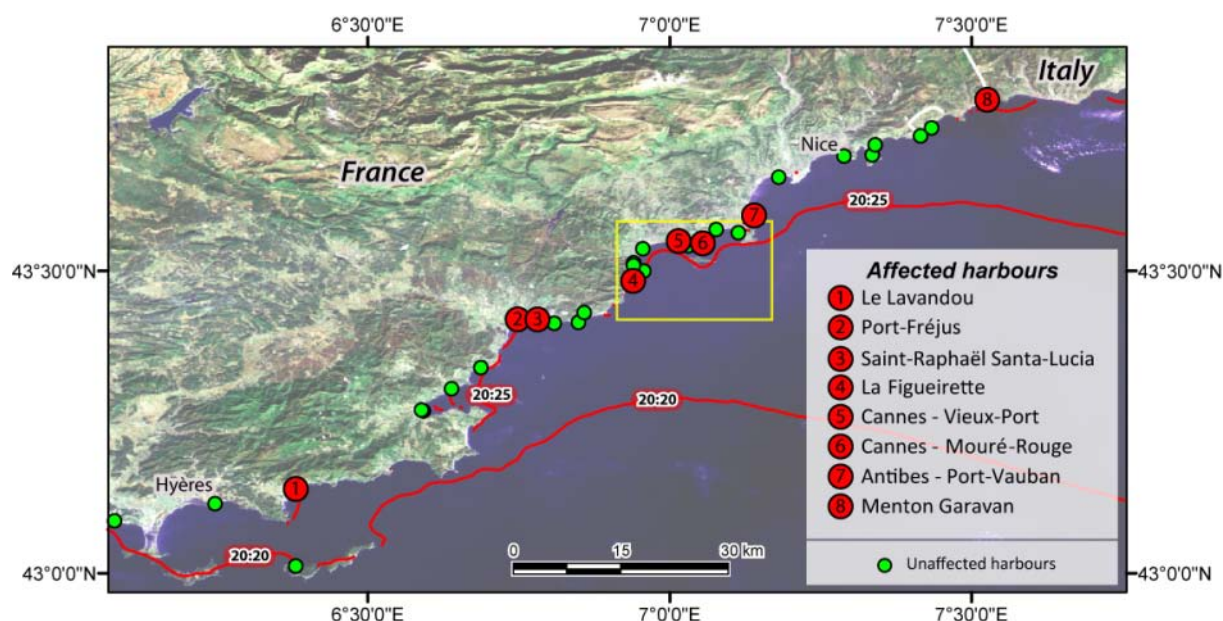 6°30'0"E
7°0'0"E
7°30'0"E
Italy
8
Nice
France
7
20:25
43°30'0"N
5
6
43°30'0"N
4
2
3
20:25
20:20
Hyères
1
20:20
0
15
30 km
43°0'0"N
43°0'0"N
6°30'0"E
7°0'0"E
7°30'0"E
Affected harbours
1 Le Lavandou
2 Port-Fréjus
3 Saint-Raphaël Santa-Lucia
4 La Figueirette
5 Cannes - Vieux-Port
6 Cannes - Mouré-Rouge
7 Antibes - Port-Vauban
8 Menton Garavan
Unaffected harbours